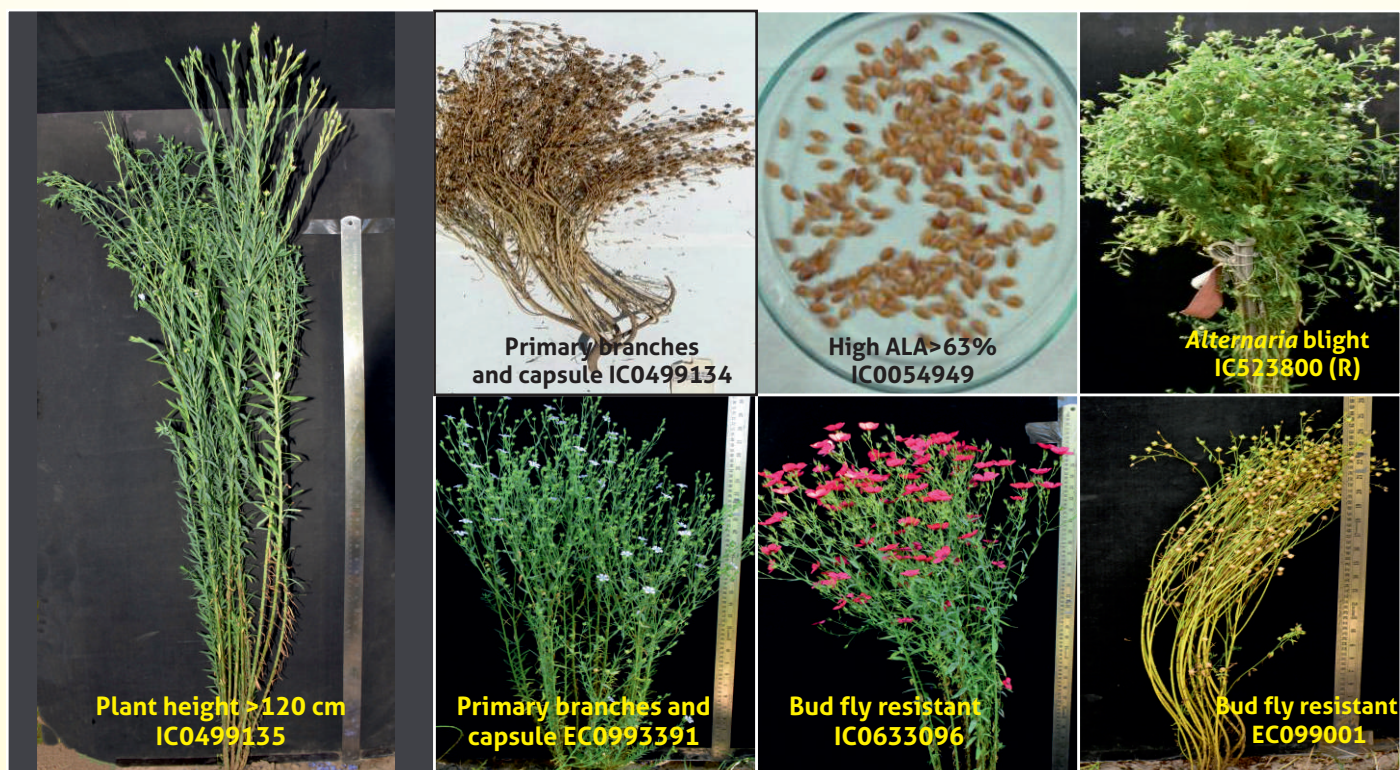 Primary branches
and capsule IC0499134
High ALA>63%
IC0054949
Alternaria blight
IC523800 (R)
Plant height >120 cm
IC0499135
Primary branches and
capsule EC0993391
Bud fly resistant
IC0633096
Bud fly resistant
EC099001